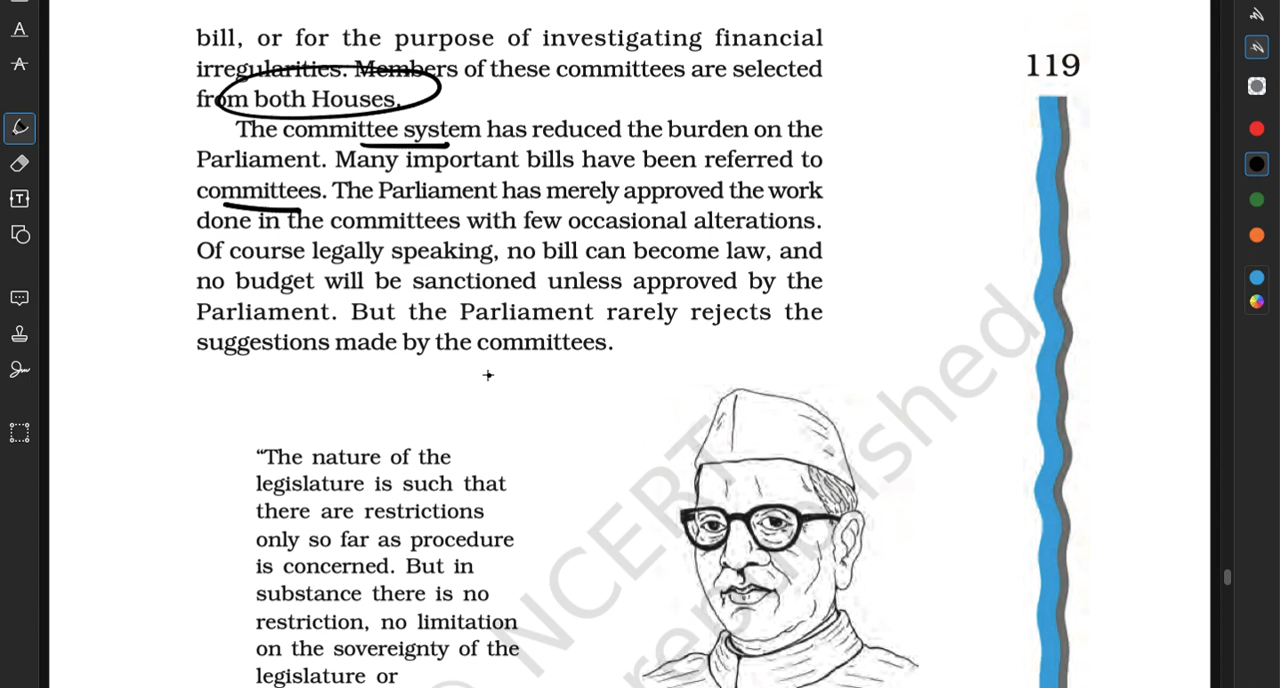 bill, or for the purpose of investigating financial
irregularities. Members of these committees are selected
from both Houses.
The committee system has reduced the burden on the
Parliament. Many important bills have been referred to
committees. The Parliament has merely approved the work
done in the committees with few occasional alterations.
Of course legally speaking, no bill can become law, and
no budget will be sanctioned unless approved by the
Parliament. But the Parliament rarely rejects the
suggestions made by the committees.
119
“The nature of the
legislature is such that
there are restrictions
only so far as procedure
is concerned. But in
substance there is no
restriction, no limitation
on the sovereignty of the
legislature or
© NCERT
republished